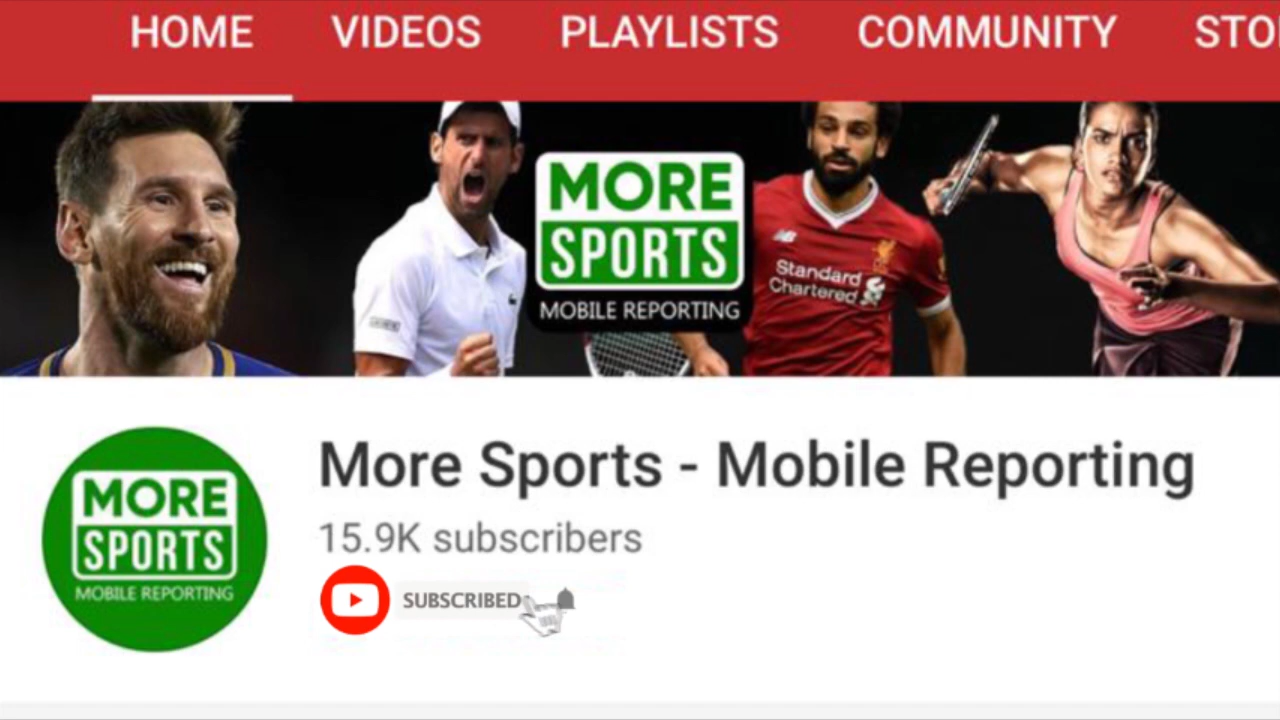 HOME VIDEOS PLAYLISTS COMMUNITY STO
MORE
SPORTS
MOBILE REPORTING
Standard
Chartered
MORE
SPORTS
MOBILE REPORTING
More Sports - Mobile Reporting
15.9K subscribers
SUBSCRIBED